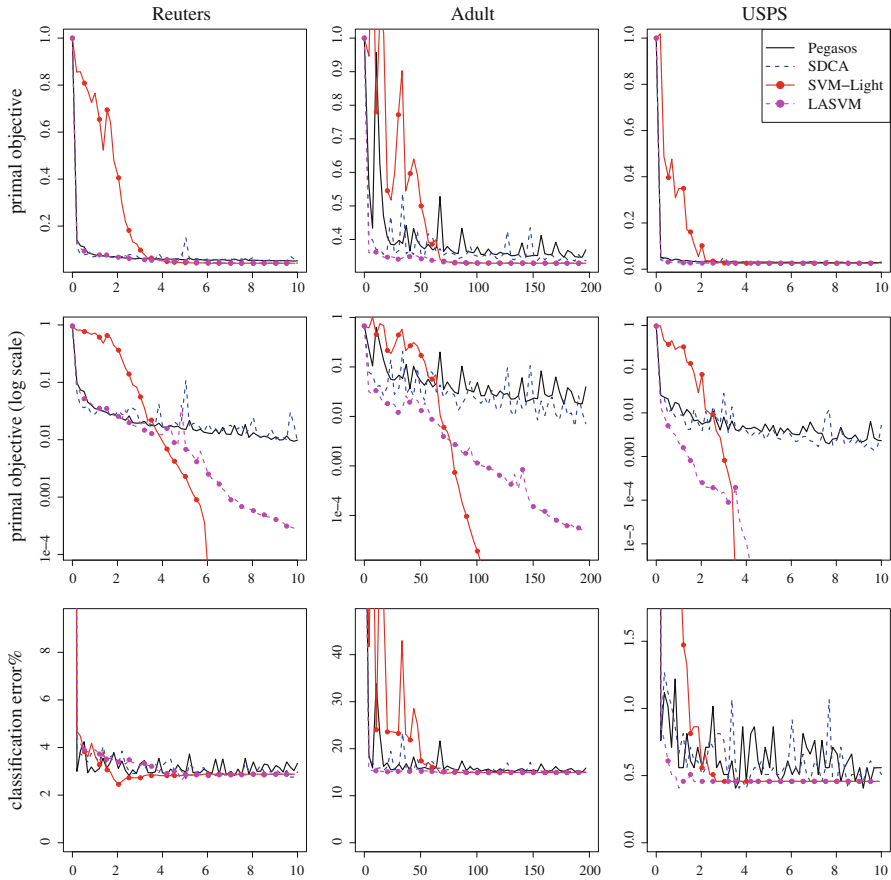 Reuters
Adult
USPS
primal objective
1.0
0.8
0.6
0.4
0.2
0 2 4 6 8 10
1.0
0.9
0.8
0.7
0.6
0.5
0.4
0 50 100 150 200
1.0
0.8
0.6
0.4
0.2
0.0
0 2 4 6 8 10
Pegasos
SDCA
SVM−Light
LASVM
primal objective (log scale)
1
0.1
0.01
0.001
1e−4
0 2 4 6 8 10
1
0.1
0.01
0.001
1e−4
0 50 100 150 200
1
0.01
0.001
1e−4
1e−5
0 2 4 6 8 10
classification error%
8
6
4
2
0
0 2 4 6 8 10
40
30
20
10
0
0 50 100 150 200
1.5
1.0
0.5
0.0
0 2 4 6 8 10